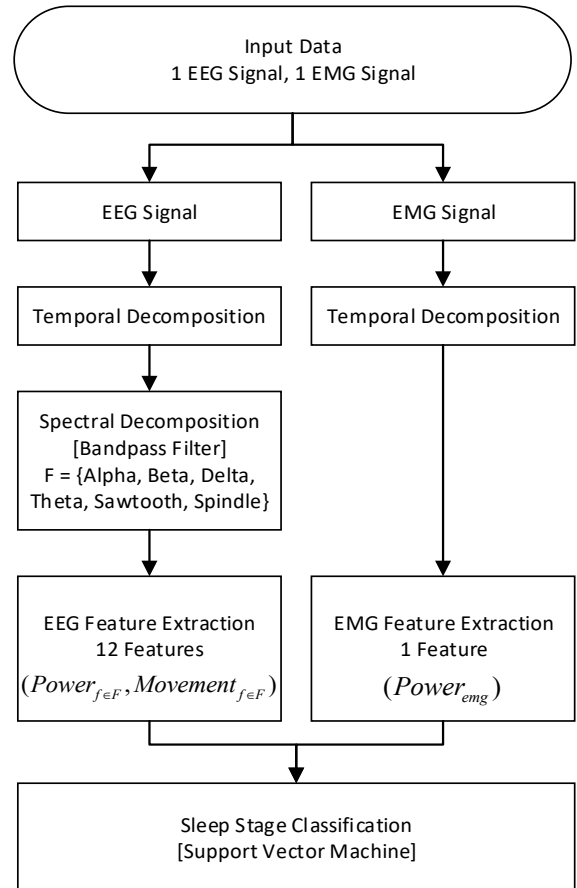 Input Data
1 EEG Signal, 1 EMG Signal
EEG Signal
EMG Signal
Temporal Decomposition
Temporal Decomposition
Spectral Decomposition
[Bandpass Filter]
F = {Alpha, Beta, Delta,
Theta, Sawtooth, Spindle}
EEG Feature Extraction
12 Features
(Power_{f∈F}, Movement_{f∈F})
EMG Feature Extraction
1 Feature
(Power_{emg})
Sleep Stage Classification
[Support Vector Machine]